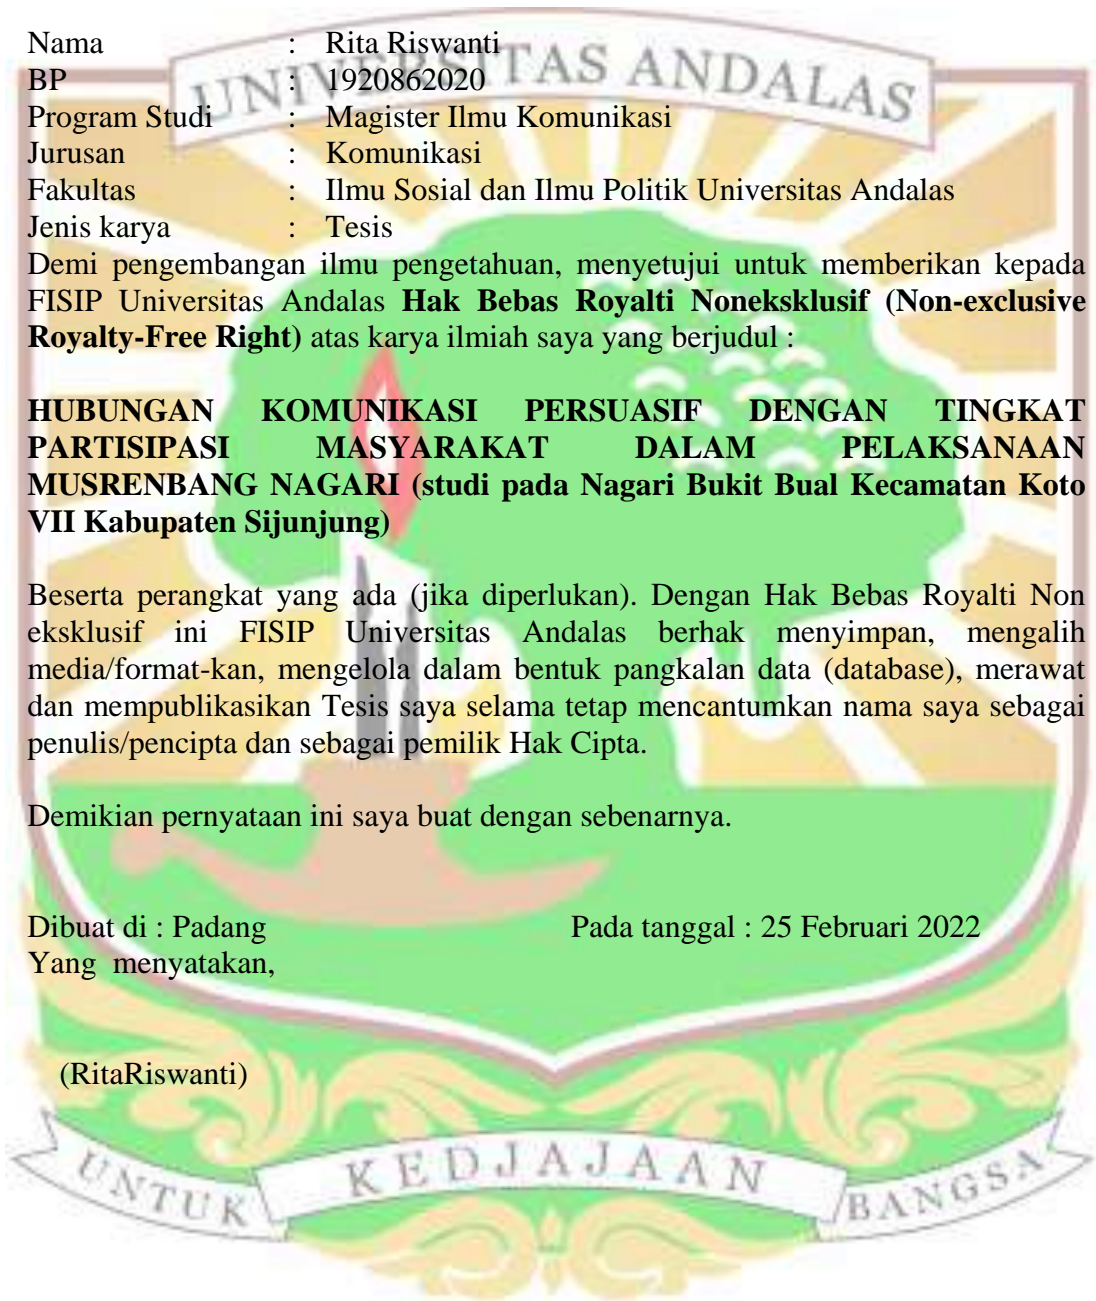 UNIVERSITAS ANDALAS
Nama : Rita Riswanti
BP : 1920862020
Program Studi : Magister Ilmu Komunikasi
Jurusan : Komunikasi
Fakultas : Ilmu Sosial dan Ilmu Politik Universitas Andalas
Jenis karya : Tesis
Demi pengembangan ilmu pengetahuan, menyetujui untuk memberikan kepada
FISIP Universitas Andalas Hak Bebas Royalti Noneksklusif (Non-exclusive
Royalty-Free Right) atas karya ilmiah saya yang berjudul :
HUBUNGAN KOMUNIKASI PERSUASIF DENGAN TINGKAT
PARTISIPASI MASYARAKAT DALAM PELAKSANAAN
MUSRENBANG NAGARI (studi pada Nagari Bukit Bual Kecamatan Koto
VII Kabupaten Sijunjung)
Beserta perangkat yang ada (jika diperlukan). Dengan Hak Bebas Royalti Non
eksklusif ini FISIP Universitas Andalas berhak menyimpan, mengalih
media/format-kan, mengelola dalam bentuk pangkalan data (database), merawat
dan mempublikasikan Tesis saya selama tetap mencantumkan nama saya sebagai
penulis/pencipta dan sebagai pemilik Hak Cipta.
Demikian pernyataan ini saya buat dengan sebenarnya.
Dibuat di : Padang Pada tanggal : 25 Februari 2022
Yang menyatakan,
(RitaRiswanti)
UNTUK KEDJAJAAN BANGSA